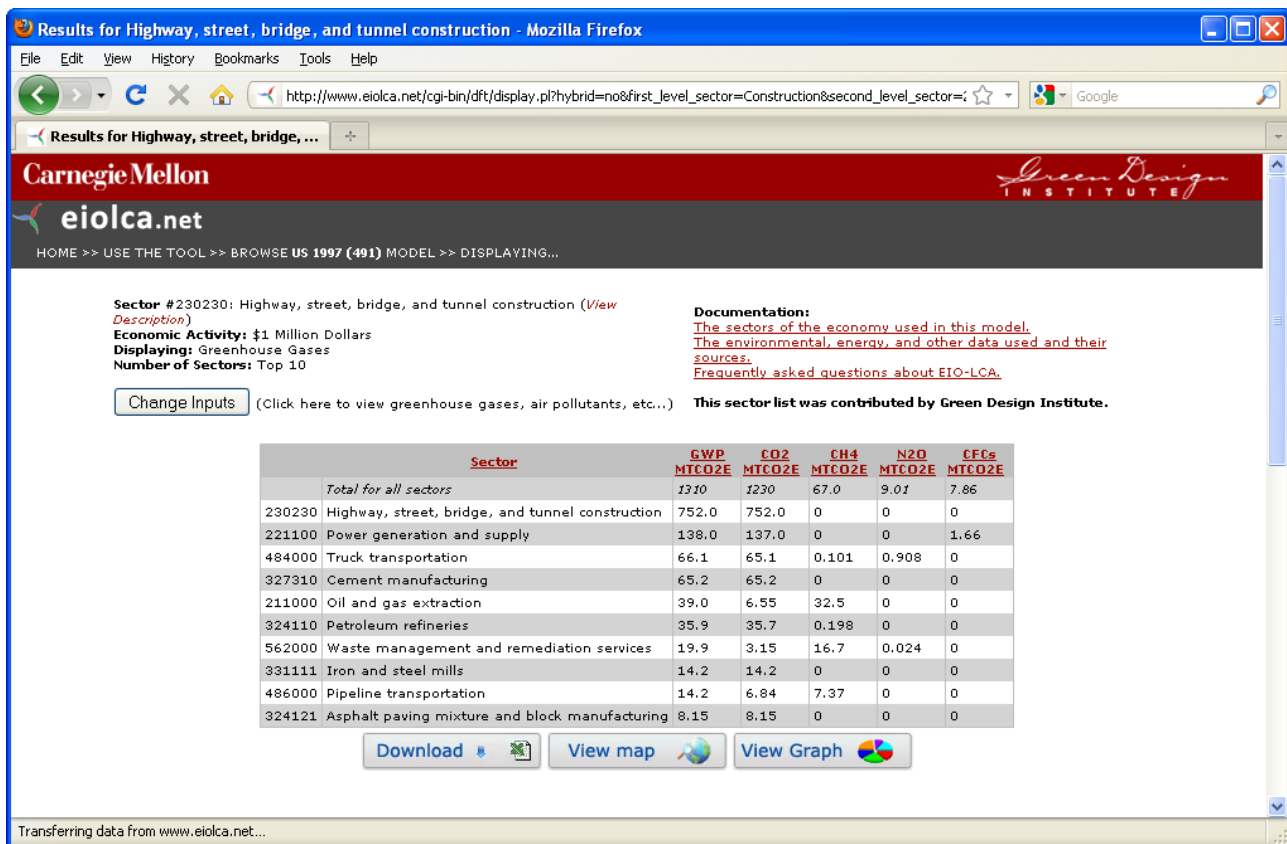 Results for Highway, street, bridge, and tunnel construction - Mozilla Firefox
File Edit View History Bookmarks Tools Help
http://www.eiolca.net/cgi-bin/dft/display.pl?hybrid=no&first_level_sector=Construction&second_level_sector=2
Google
Results for Highway, street, bridge, ...
Carnegie Mellon
Green Design
INSTITUTE
eiolca.net
HOME >> USE THE TOOL >> BROWSE US 1997 (491) MODEL >> DISPLAYING...
Sector #230230: Highway, street, bridge, and tunnel construction (View
Description)
Economic Activity: $1 Million Dollars
Displaying: Greenhouse Gases
Number of Sectors: Top 10
Documentation:
The sectors of the economy used in this model.
The environmental, energy, and other data used and their
sources.
Frequently asked questions about EIO-LCA.
Change Inputs (Click here to view greenhouse gases, air pollutants, etc...)
This sector list was contributed by Green Design Institute.
Sector GWP MTCO2E CO2 MTCO2E CH4 MTCO2E N2O MTCO2E CFCs MTCO2E
Total for all sectors 1310 1230 67.0 9.01 7.86
230230 Highway, street, bridge, and tunnel construction 752.0 752.0 0 0 0
221100 Power generation and supply 138.0 137.0 0 0 1.66
484000 Truck transportation 66.1 65.1 0.101 0.908 0
327310 Cement manufacturing 65.2 65.2 0 0 0
211000 Oil and gas extraction 39.0 6.55 32.5 0 0
324110 Petroleum refineries 35.9 35.7 0.198 0 0
562000 Waste management and remediation services 19.9 3.15 16.7 0.024 0
331111 Iron and steel mills 14.2 14.2 0 0 0
486000 Pipeline transportation 14.2 6.84 7.37 0 0
324121 Asphalt paving mixture and block manufacturing 8.15 8.15 0 0 0
Download View map View Graph
Transferring data from www.eiolca.net...